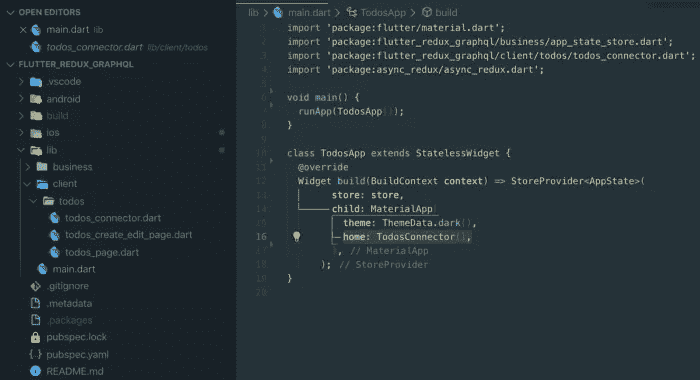 OPEN EDITORS
main.dart lib
todos_connector.dart lib/client/todos
FLUTTER_REDUX_GRAPHQL
.vscode
android
build
ios
lib
business
client
todos
todos_connector.dart
todos_create_edit_page.dart
todos_page.dart
main.dart
.gitignore
.metadata
.packages
pubspec.lock
pubspec.yaml
README.md
lib > main.dart > TodosApp > build
1 import 'package:flutter/material.dart';
2 import 'package:flutter_redux_graphql/business/app_state_store.dart';
3 import 'package:flutter_redux_graphql/client/todos/todos_connector.dart';
4 import 'package:async_redux/async_redux.dart';
5
6 void main() {
7 runApp(TodosApp());
8 }
9
10 class TodosApp extends StatelessWidget {
11 @override
12 Widget build(BuildContext context) => StoreProvider<AppState>(
13 store: store,
14 child: MaterialApp(
15 theme: ThemeData.dark(),
16 home: TodosConnector(),
17 ), // MaterialApp
18 ); // StoreProvider
19 }
20